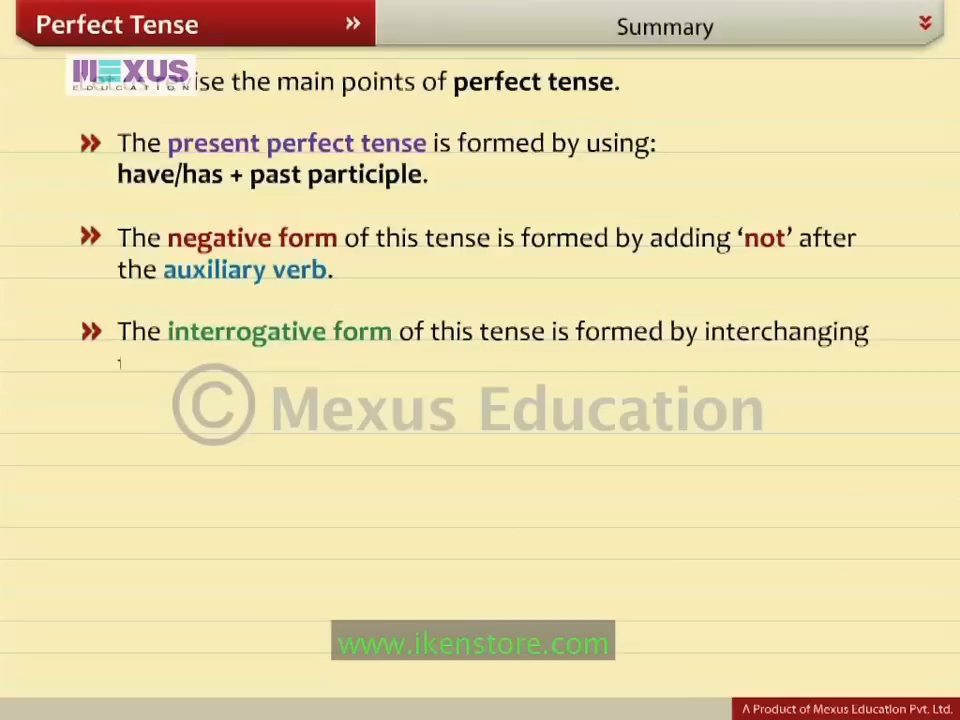 Perfect Tense »
Summary
MEXUS
EDUCATION
revise the main points of perfect tense.
» The present perfect tense is formed by using:
have/has + past participle.
» The negative form of this tense is formed by adding ‘not’ after
the auxiliary verb.
» The interrogative form of this tense is formed by interchanging
t
© Mexus Education
www.ikenstore.com
A Product of Mexus Education Pvt. Ltd.